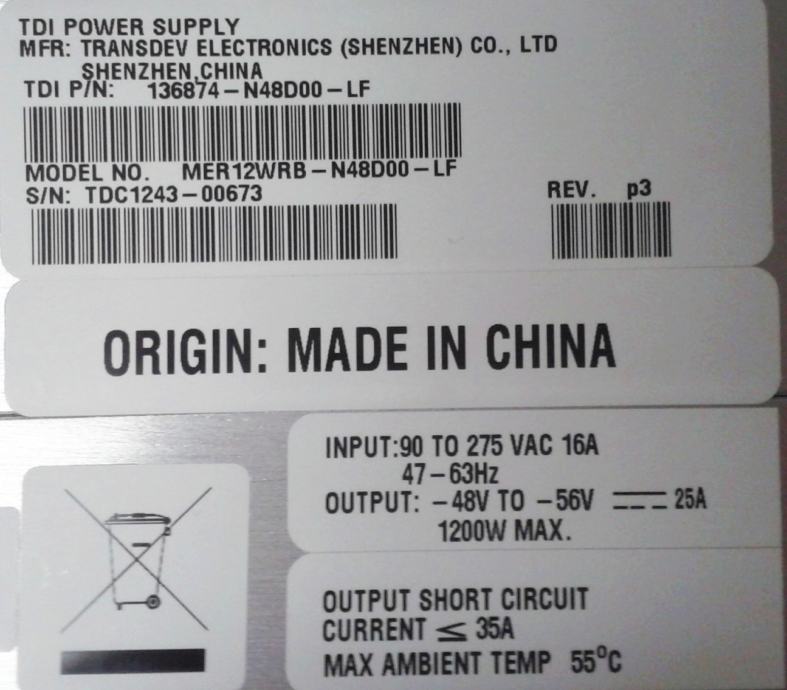 TDI POWER SUPPLY
MFR: TRANSDEV ELECTRONICS (SHENZHEN) CO., LTD
SHENZHEN,CHINA
TDI P/N: 136874-N48D00-LF
MODEL NO. MER12WRB-N48D00-LF
S/N: TDC1243-00673
REV. p3
ORIGIN: MADE IN CHINA
INPUT:90 TO 275 VAC 16A
47-63Hz
OUTPUT: -48V TO -56V ⎓ 25A
1200W MAX.
OUTPUT SHORT CIRCUIT
CURRENT ≤ 35A
MAX AMBIENT TEMP 55°C